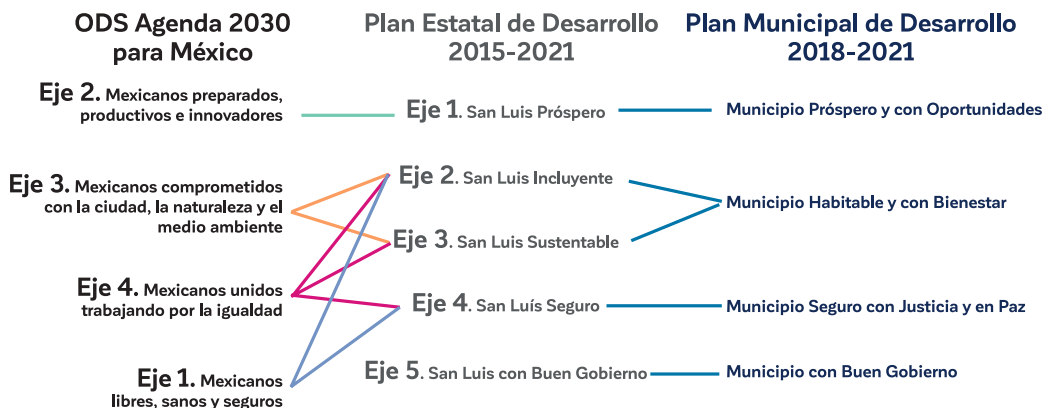 ODS Agenda 2030
para México
Eje 2. Mexicanos preparados,
productivos e innovadores
Eje 3. Mexicanos comprometidos
con la ciudad, la naturaleza y el
medio ambiente
Eje 4. Mexicanos unidos
trabajando por la igualdad
Eje 1. Mexicanos
libres, sanos y seguros
Plan Estatal de Desarrollo
2015-2021
Eje 1. San Luis Próspero
Eje 2. San Luis Incluyente
Eje 3. San Luis Sustentable
Eje 4. San Luís Seguro
Eje 5. San Luis con Buen Gobierno
Plan Municipal de Desarrollo
2018-2021
Municipio Próspero y con Oportunidades
Municipio Habitable y con Bienestar
Municipio Seguro con Justicia y en Paz
Municipio con Buen Gobierno